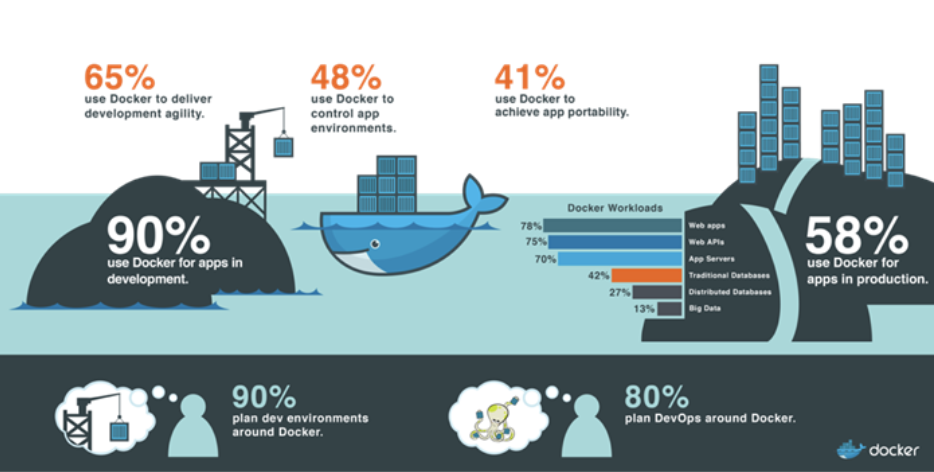 65%
use Docker to deliver
development agility.
48%
use Docker to
control app
environments.
41%
use Docker to
achieve app portability.
90%
use Docker for apps in
development.
Docker Workloads
78% Web apps
75% Web APIs
70% App Servers
42% Traditional Databases
27% Distributed Databases
13% Big Data
58%
use Docker for
apps in production.
90%
plan dev environments
around Docker.
80%
plan DevOps around Docker.
docker